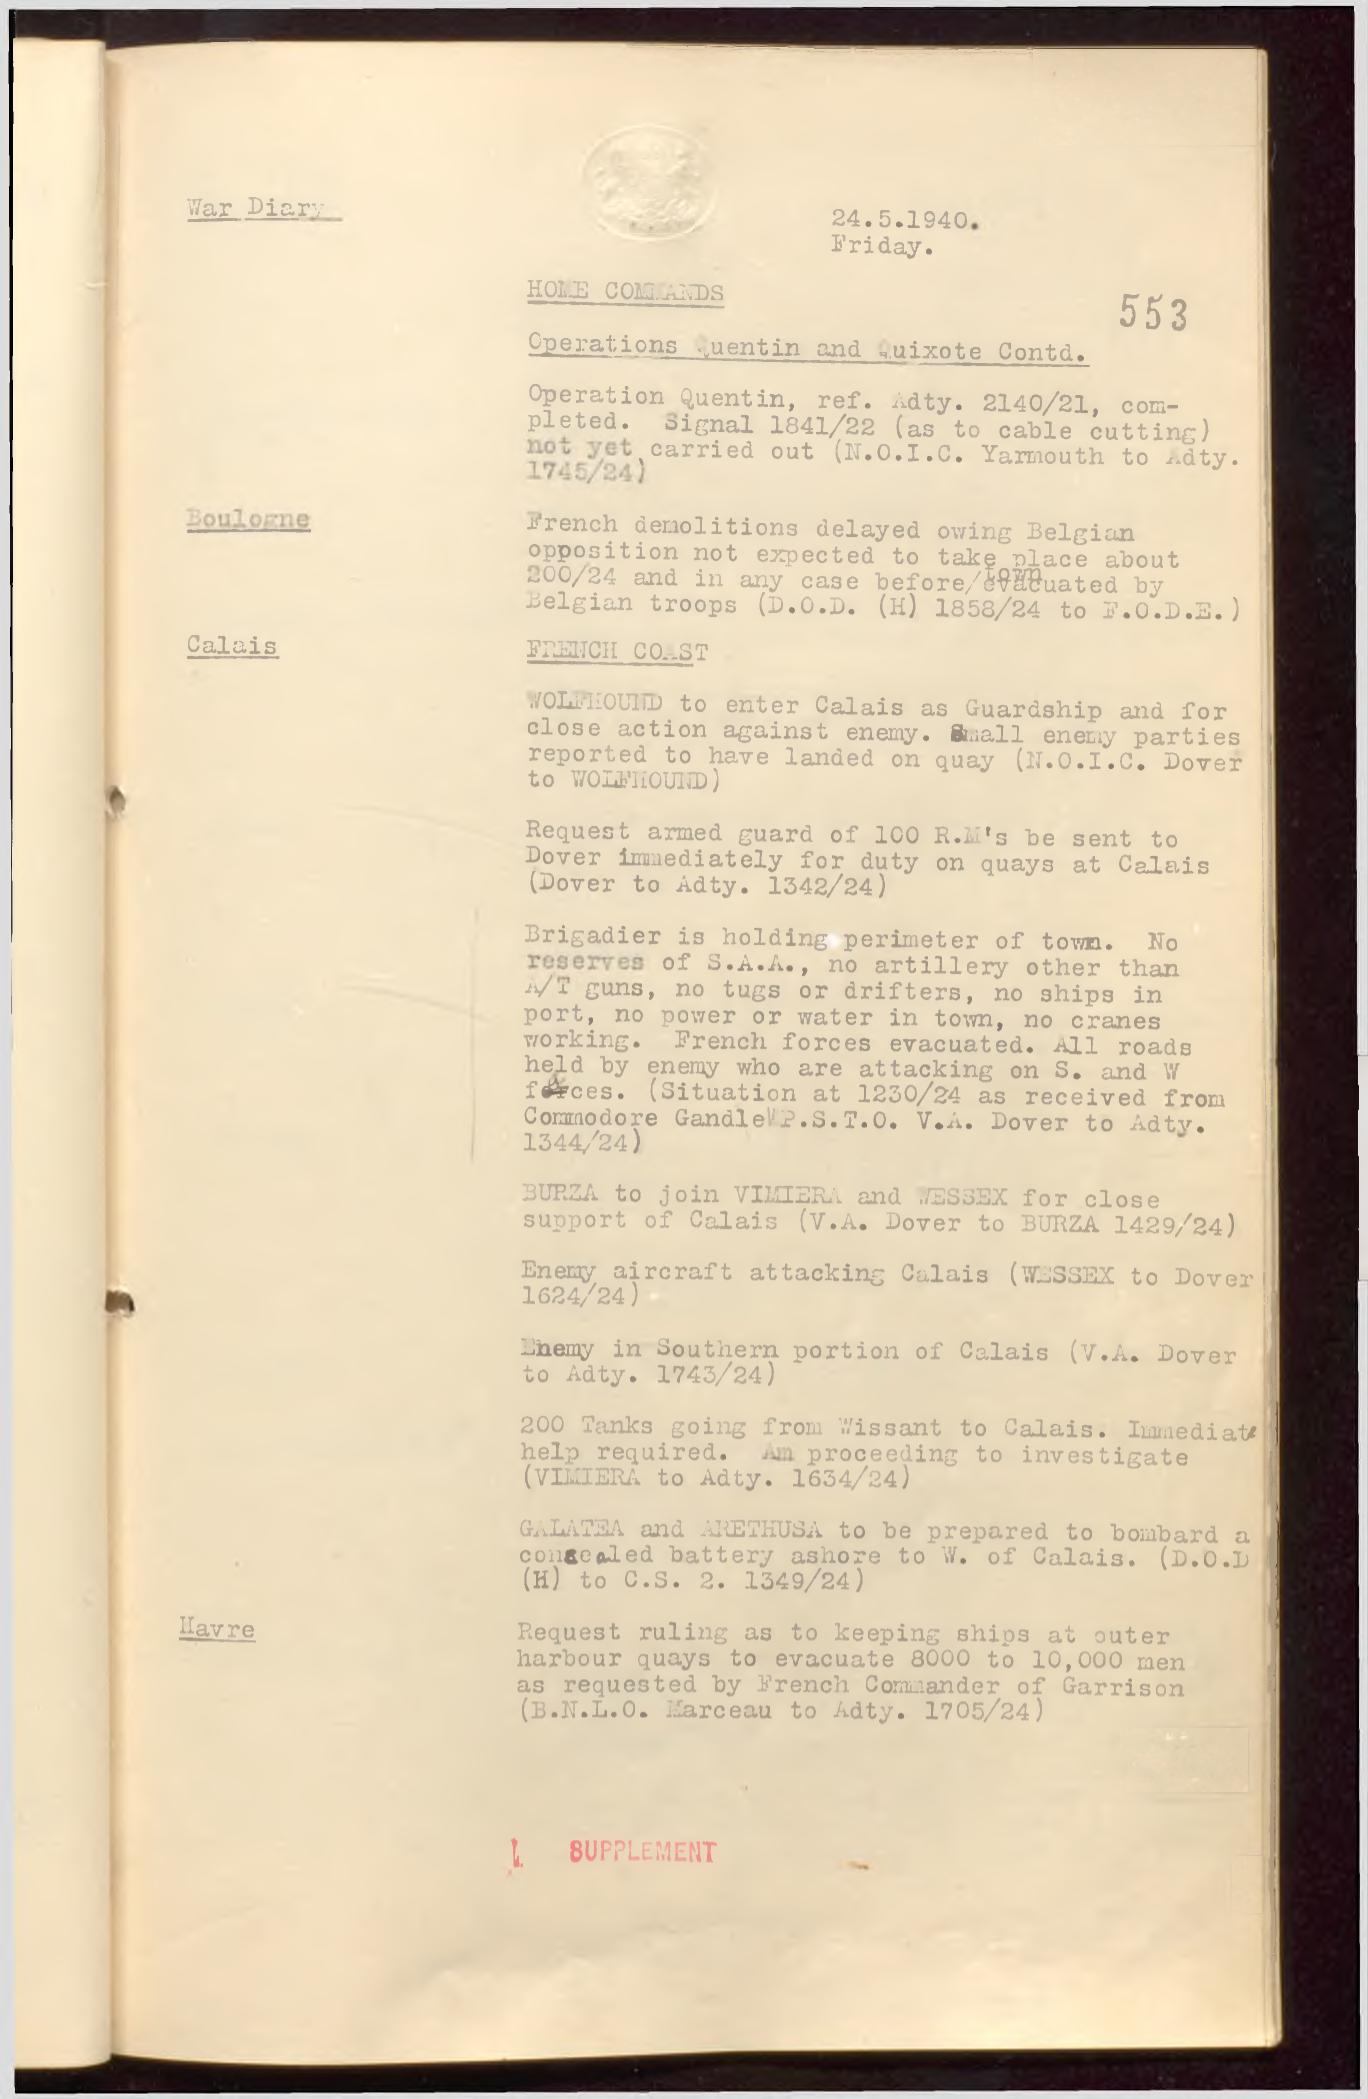 War Diary
24.5.1940.
Friday.
HOME COMMANDS
553
Operations Quentin and Quixote Contd.
Operation Quentin, ref. Adty. 2140/21, com-
pleted. Signal 1841/22 (as to cable cutting)
not yet carried out (N.O.I.C. Yarmouth to Adty.
1745/24)
Boulogne
French demolitions delayed owing Belgian
opposition not expected to take place about
town
200/24 and in any case before/evacuated by
Belgian troops (D.O.D. (H) 1858/24 to F.O.D.E.)
Calais
FRENCH COAST
WOLFHOUND to enter Calais as Guardship and for
close action against enemy. Small enemy parties
reported to have landed on quay (N.O.I.C. Dover
to WOLFHOUND)
Request armed guard of 100 R.M's be sent to
Dover immediately for duty on quays at Calais
(Dover to Adty. 1342/24)
Brigadier is holding perimeter of town. No
reserves of S.A.A., no artillery other than
A/T guns, no tugs or drifters, no ships in
port, no power or water in town, no cranes
working. French forces evacuated. All roads
held by enemy who are attacking on S. and W
faces. (Situation at 1230/24 as received from
Commodore Gandle P.S.T.O. V.A. Dover to Adty.
1344/24)
BURZA to join VIMIERA and WESSEX for close
support of Calais (V.A. Dover to BURZA 1429/24)
Enemy aircraft attacking Calais (WESSEX to Dover
1624/24)
Enemy in Southern portion of Calais (V.A. Dover
to Adty. 1743/24)
200 Tanks going from Wissant to Calais. Immediate
help required. Am proceeding to investigate
(VIMIERA to Adty. 1634/24)
GALATEA and ARETHUSA to be prepared to bombard a
concealed battery ashore to W. of Calais. (D.O.D
(H) to C.S. 2. 1349/24)
Havre
Request ruling as to keeping ships at outer
harbour quays to evacuate 8000 to 10,000 men
as requested by French Commander of Garrison
(B.N.L.O. Marceau to Adty. 1705/24)
L. SUPPLEMENT